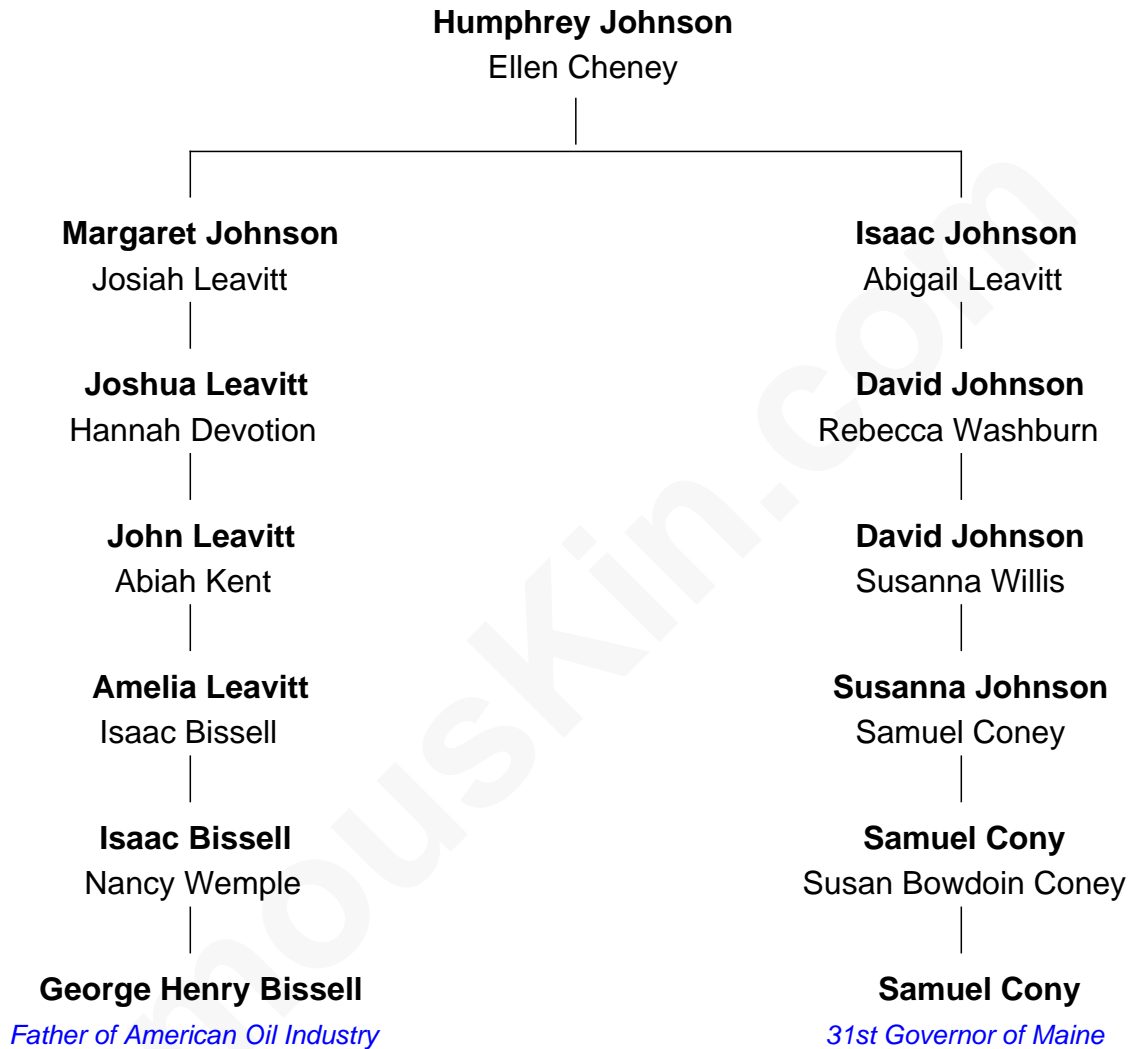 Humphrey Johnson
Ellen Cheney
Margaret Johnson
Josiah Leavitt
Isaac Johnson
Abigail Leavitt
Joshua Leavitt
Hannah Devotion
David Johnson
Rebecca Washburn
John Leavitt
Abiah Kent
David Johnson
Susanna Willis
Amelia Leavitt
Isaac Bissell
Susanna Johnson
Samuel Coney
Isaac Bissell
Nancy Wemple
Samuel Cony
Susan Bowdoin Coney
George Henry Bissell
Father of American Oil Industry
Samuel Cony
31st Governor of Maine
mousKin.com